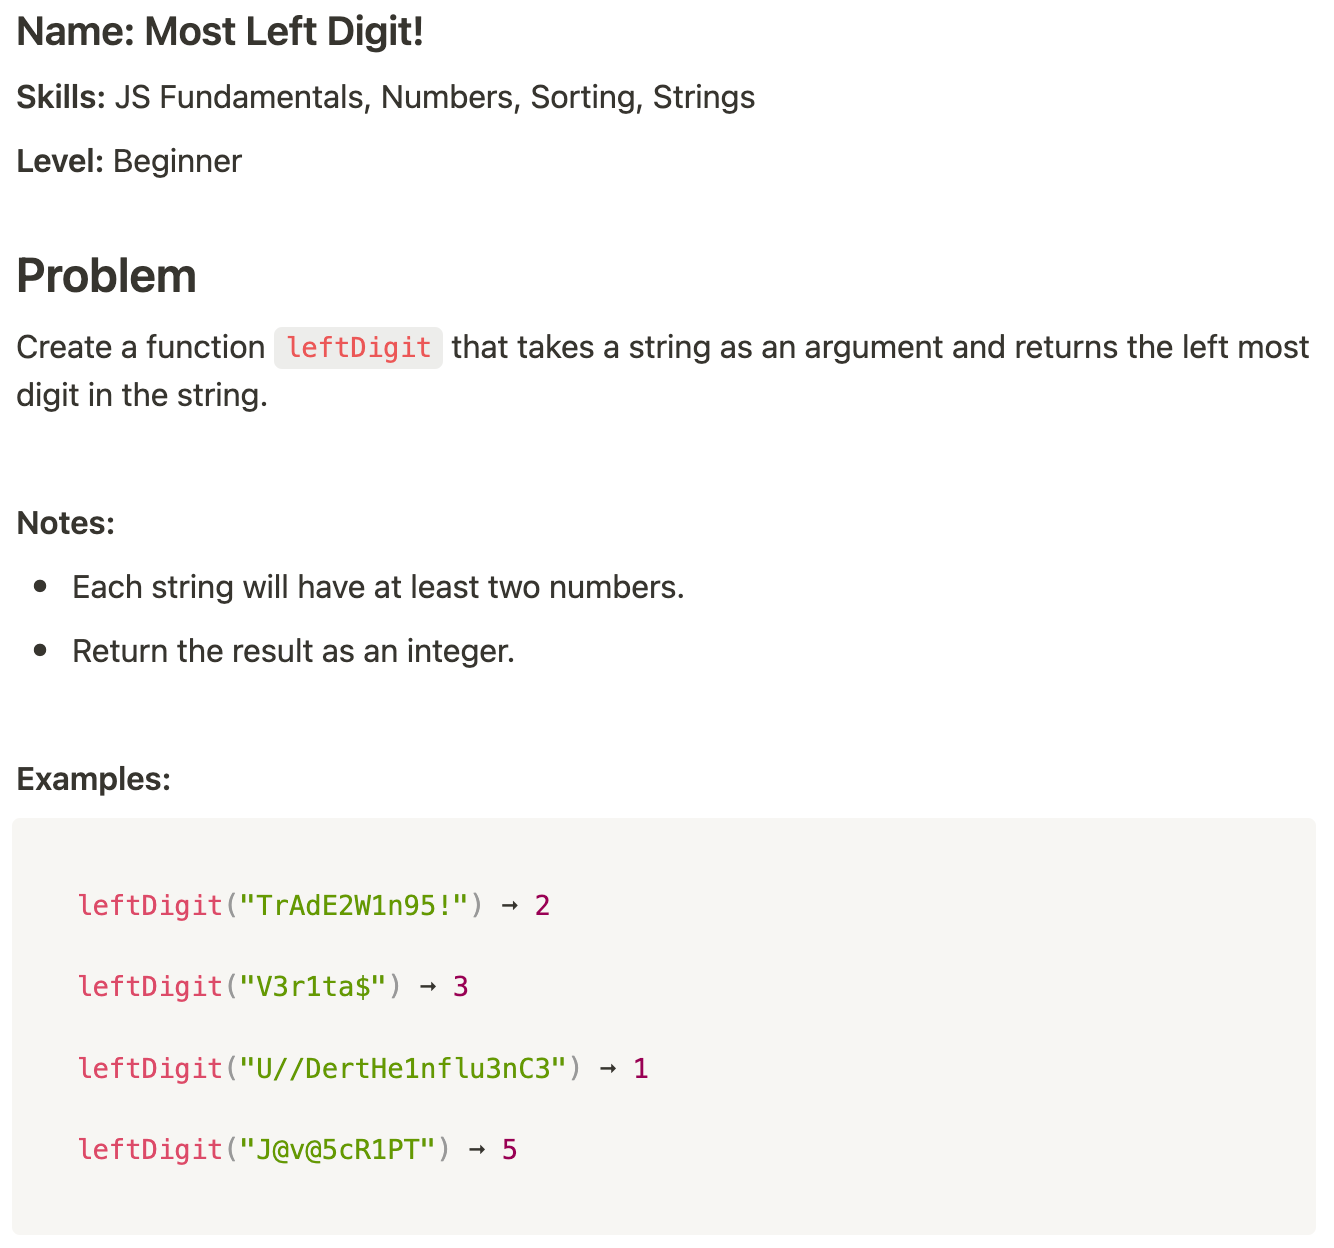 Name: Most Left Digit!
Skills: JS Fundamentals, Numbers, Sorting, Strings
Level: Beginner
Problem
Create a function leftDigit that takes a string as an argument and returns the left most
digit in the string.
Notes:
• Each string will have at least two numbers.
• Return the result as an integer.
Examples:
leftDigit("TrAdE2W1n95!") → 2
leftDigit("V3r1ta$") → 3
leftDigit("U//DertHe1nflu3nC3") → 1
leftDigit("J@v@5cR1PT") → 5